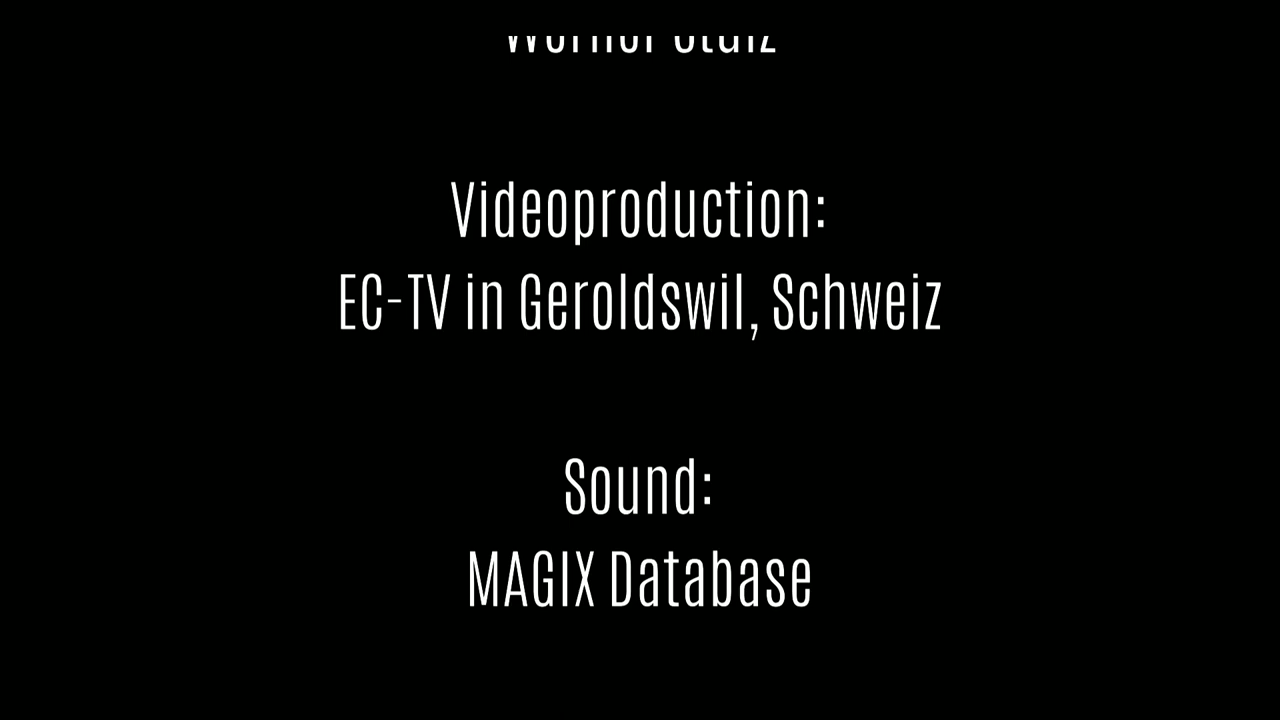 Videoproduction:
EC-TV in Geroldswil, Schweiz
Sound:
MAGIX Database